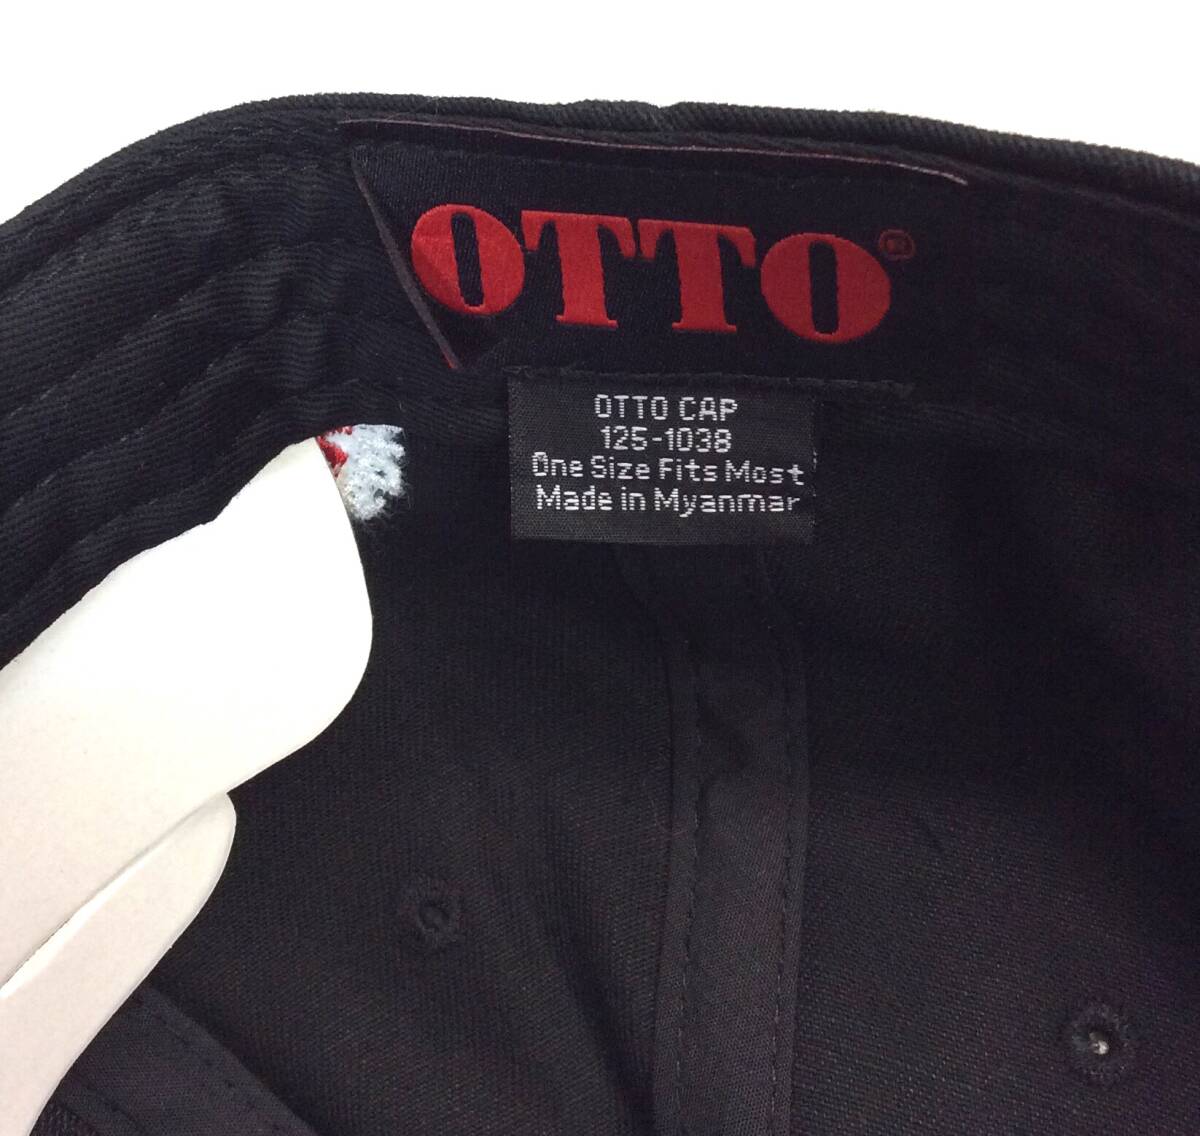 OTTO®
OTTO CAP
125-1038
One Size Fits Most
Made in Myanmar